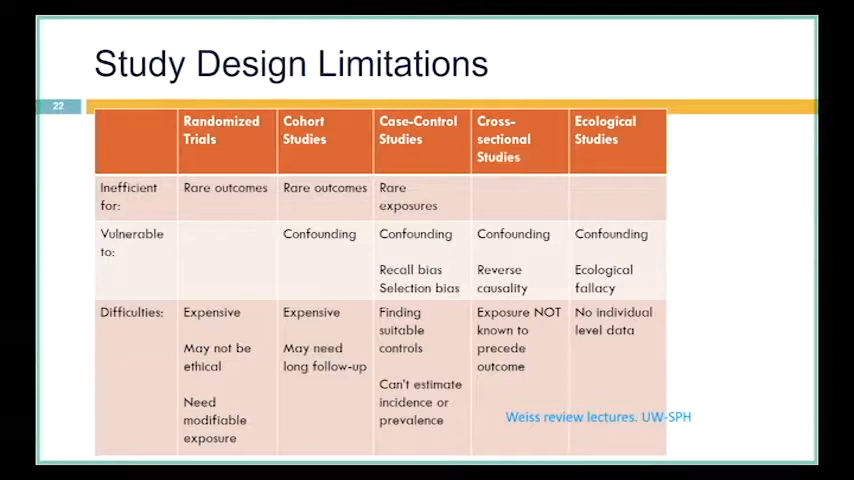 Study Design Limitations
22
Randomized Trials
Cohort Studies
Case-Control Studies
Cross-sectional Studies
Ecological Studies
Inefficient for:
Rare outcomes
Rare outcomes
Rare exposures
Vulnerable to:
Confounding
Confounding
Recall bias
Selection bias
Confounding
Reverse causality
Confounding
Ecological fallacy
Difficulties:
Expensive
May not be ethical
Need modifiable exposure
Expensive
May need long follow-up
Finding suitable controls
Can't estimate incidence or prevalence
Exposure NOT known to precede outcome
No individual level data
Weiss review lectures. UW-SPH